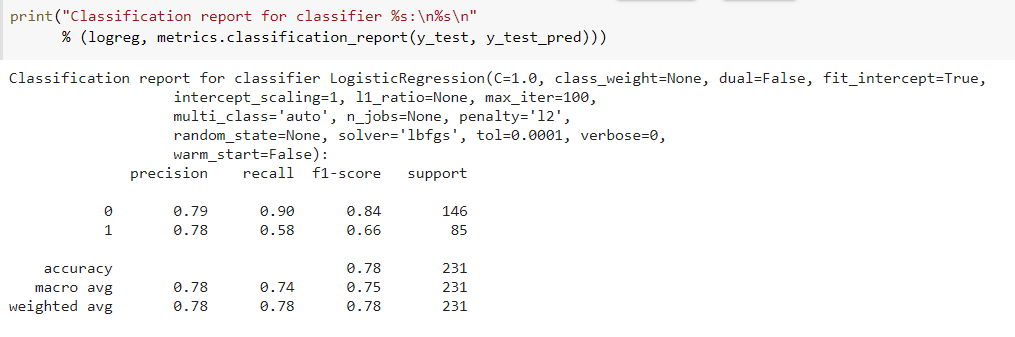 print("Classification report for classifier %s:\n%s\n"
% (logreg, metrics.classification_report(y_test, y_test_pred)))
Classification report for classifier LogisticRegression(C=1.0, class_weight=None, dual=False, fit_intercept=True,
intercept_scaling=1, l1_ratio=None, max_iter=100,
multi_class='auto', n_jobs=None, penalty='l2',
random_state=None, solver='lbfgs', tol=0.0001, verbose=0,
warm_start=False):
precision recall f1-score support
0 0.79 0.90 0.84 146
1 0.78 0.58 0.66 85
accuracy 0.78 231
macro avg 0.78 0.74 0.75 231
weighted avg 0.78 0.78 0.78 231